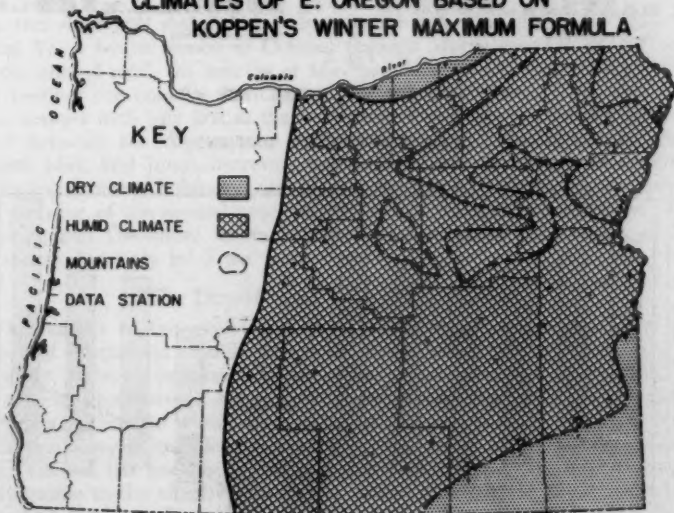 CLIMATES OF E. OREGON BASED ON
KOPPEN'S WINTER MAXIMUM FORMULA
OCEAN
Columbia
River
KEY
DRY CLIMATE
HUMID CLIMATE
MOUNTAINS
DATA STATION
PACIFIC